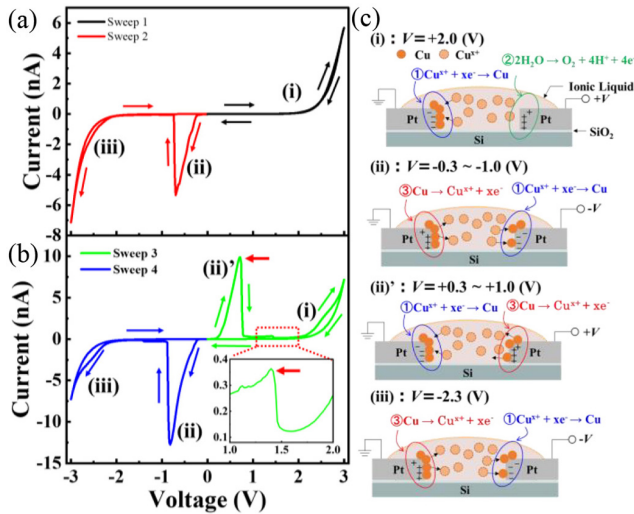 (a)
Sweep 1
Sweep 2
Current (nA)
6
4
2
0
-2
-4
-6
-8
(i)
(ii)
(iii)
(b)
Sweep 3
Sweep 4
Current (nA)
10
5
0
-5
-10
-15
(ii)'
(i)
(iii)
(ii)
0.4
0.3
0.2
0.1
1.0 1.5 2.0
-3 -2 -1 0 1 2 3
Voltage (V)
(c)
(i) : V= +2.0 (V)
Cu Cuˣ⁺
②2H₂O → O₂ + 4H⁺ + 4e⁻
①Cuˣ⁺ + xe⁻→ Cu
Ionic Liquid
+V
Pt Pt
Si
SiO₂
(ii) : V= -0.3 ~ -1.0 (V)
③Cu → Cuˣ⁺ + xe⁻ ①Cuˣ⁺ + xe⁻→ Cu
-V
Pt Pt
Si
(ii)' : V= +0.3 ~ +1.0 (V)
①Cuˣ⁺ + xe⁻→ Cu ③Cu → Cuˣ⁺ + xe⁻
+V
Pt Pt
Si
(iii) : V= -2.3 (V)
③Cu → Cuˣ⁺ + xe⁻ ①Cuˣ⁺ + xe⁻→ Cu
-V
Pt Pt
Si